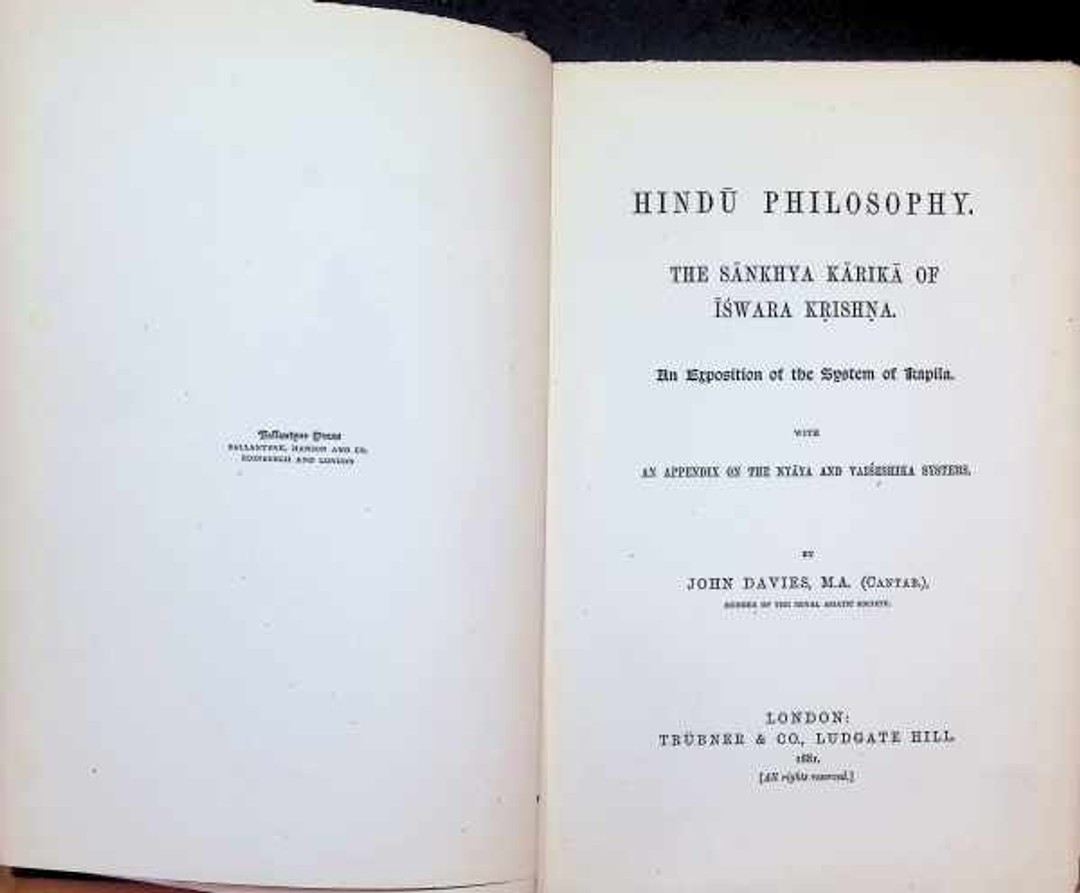 Ballantyne Press
BALLANTYNE, HANSON AND CO.
EDINBURGH AND LONDON
HINDŪ PHILOSOPHY.
THE SĀNKHYA KĀRIKĀ OF
ĪŚWARA KṚISHṆA.
An Exposition of the System of Kapila.
WITH
AN APPENDIX ON THE NYĀYA AND VAIŚESHIKA SYSTEMS.
BY
JOHN DAVIES, M.A. (CANTAB.),
MEMBER OF THE ROYAL ASIATIC SOCIETY.
LONDON:
TRÜBNER & CO., LUDGATE HILL.
1881.
[All rights reserved.]